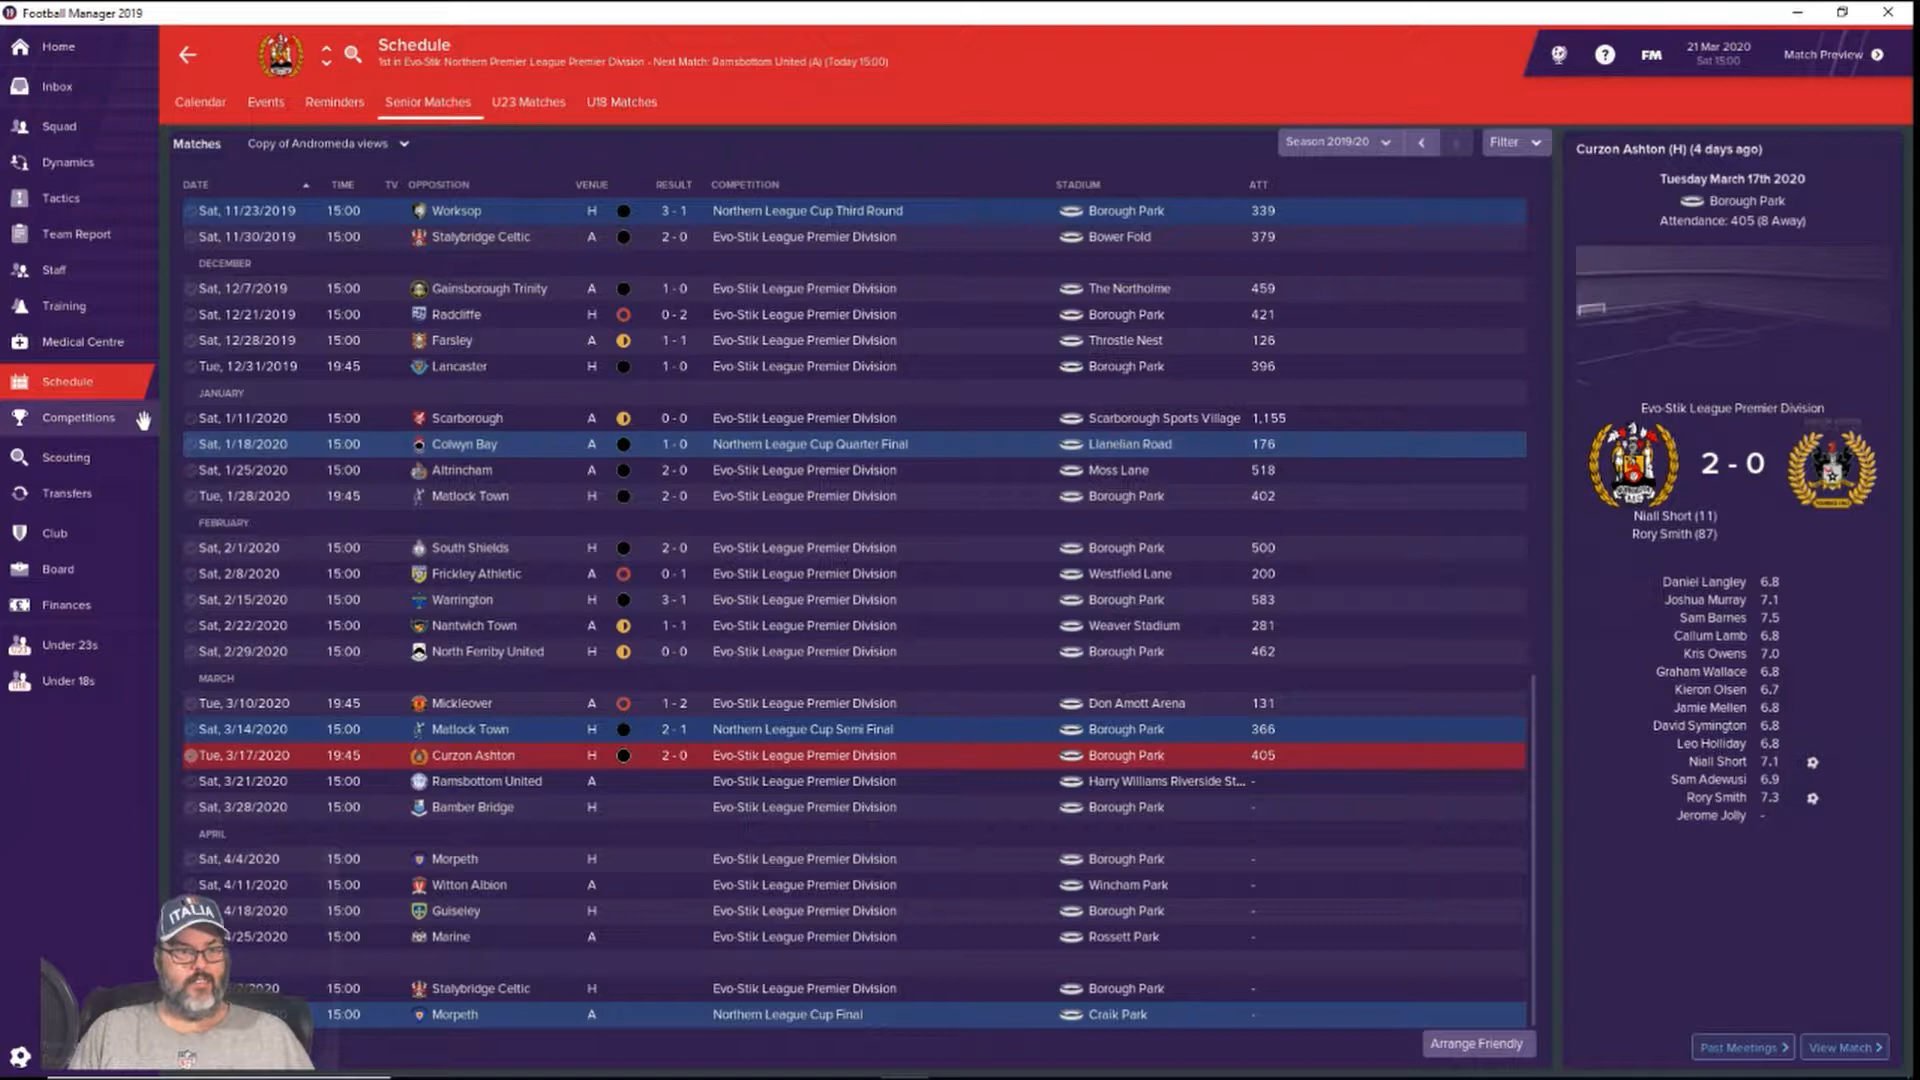 Football Manager 2019
Home
Inbox
Squad
Dynamics
Tactics
Team Report
Staff
Training
Medical Centre
Schedule
Competitions
Scouting
Transfers
Club
Board
Finances
Under 23s
Under 18s
Schedule
1st in Evo-Stik Northern Premier League Premier Division - Next Match: Ramsbottom United (A) (Today 15:00)
FM
21 Mar 2020
Sat 15:00
Match Preview
Calendar Events Reminders Senior Matches U23 Matches U18 Matches
Matches Copy of Andromeda views Season 2019/20 Filter
DATE TIME TV OPPOSITION VENUE RESULT COMPETITION STADIUM ATT
Sat, 11/23/2019 15:00 Worksop H 3 - 1 Northern League Cup Third Round Borough Park 339
Sat, 11/30/2019 15:00 Stalybridge Celtic A 2 - 0 Evo-Stik League Premier Division Bower Fold 379
DECEMBER
Sat, 12/7/2019 15:00 Gainsborough Trinity A 1 - 0 Evo-Stik League Premier Division The Northolme 459
Sat, 12/21/2019 15:00 Radcliffe H 0 - 2 Evo-Stik League Premier Division Borough Park 421
Sat, 12/28/2019 15:00 Farsley A 1 - 1 Evo-Stik League Premier Division Throstle Nest 126
Tue, 12/31/2019 19:45 Lancaster H 1 - 0 Evo-Stik League Premier Division Borough Park 396
JANUARY
Sat, 1/11/2020 15:00 Scarborough A 0 - 0 Evo-Stik League Premier Division Scarborough Sports Village 1,155
Sat, 1/18/2020 15:00 Colwyn Bay A 1 - 0 Northern League Cup Quarter Final Llanelian Road 176
Sat, 1/25/2020 15:00 Altrincham A 2 - 0 Evo-Stik League Premier Division Moss Lane 518
Tue, 1/28/2020 19:45 Matlock Town H 2 - 0 Evo-Stik League Premier Division Borough Park 402
FEBRUARY
Sat, 2/1/2020 15:00 South Shields H 2 - 0 Evo-Stik League Premier Division Borough Park 500
Sat, 2/8/2020 15:00 Frickley Athletic A 0 - 1 Evo-Stik League Premier Division Westfield Lane 200
Sat, 2/15/2020 15:00 Warrington H 3 - 1 Evo-Stik League Premier Division Borough Park 583
Sat, 2/22/2020 15:00 Nantwich Town A 1 - 1 Evo-Stik League Premier Division Weaver Stadium 281
Sat, 2/29/2020 15:00 North Ferriby United H 0 - 0 Evo-Stik League Premier Division Borough Park 462
MARCH
Tue, 3/10/2020 19:45 Mickleover A 1 - 2 Evo-Stik League Premier Division Don Amott Arena 131
Sat, 3/14/2020 15:00 Matlock Town H 2 - 1 Northern League Cup Semi Final Borough Park 366
Tue, 3/17/2020 19:45 Curzon Ashton H 2 - 0 Evo-Stik League Premier Division Borough Park 405
Sat, 3/21/2020 15:00 Ramsbottom United A Evo-Stik League Premier Division Harry Williams Riverside St... -
Sat, 3/28/2020 15:00 Bamber Bridge H Evo-Stik League Premier Division Borough Park -
APRIL
Sat, 4/4/2020 15:00 Morpeth H Evo-Stik League Premier Division Borough Park -
Sat, 4/11/2020 15:00 Witton Albion A Evo-Stik League Premier Division Wincham Park -
4/18/2020 15:00 Guiseley H Evo-Stik League Premier Division Borough Park -
4/25/2020 15:00 Marine A Evo-Stik League Premier Division Rossett Park -
2020 15:00 Stalybridge Celtic H Evo-Stik League Premier Division Borough Park -
15:00 Morpeth A Northern League Cup Final Craik Park -
Arrange Friendly
ITALIA
Curzon Ashton (H) (4 days ago)
Tuesday March 17th 2020
Borough Park
Attendance: 405 (8 Away)
Evo-Stik League Premier Division
2 - 0
Niall Short (11)
Rory Smith (87)
Daniel Langley 6.8
Joshua Murray 7.1
Sam Barnes 7.5
Callum Lamb 6.8
Kris Owens 7.0
Graham Wallace 6.8
Kieron Olsen 6.7
Jamie Mellen 6.8
David Symington 6.8
Leo Holliday 6.8
Niall Short 7.1
Sam Adewusi 6.9
Rory Smith 7.3
Jerome Jolly -
Past Meetings View Match